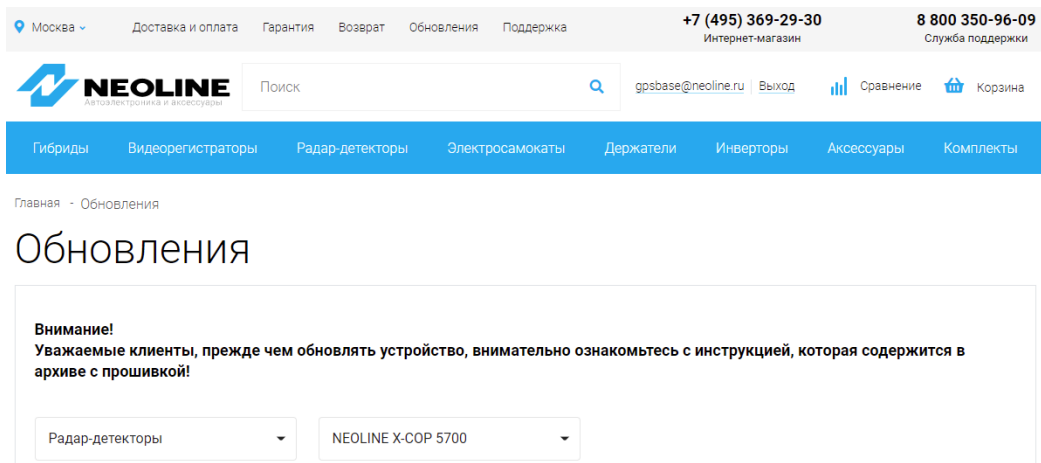 Москва Доставка и оплата Гарантия Возврат Обновления Поддержка +7 (495) 369-29-30 8 800 350-96-09
Интернет-магазин Служба поддержки
NEOLINE Поиск gpsbase@neoline.ru Выход Сравнение Корзина
Автоэлектроника и аксессуары
Гибриды Видеорегистраторы Радар-детекторы Электросамокаты Держатели Инверторы Аксессуары Комплекты
Главная - Обновления
Обновления
Внимание!
Уважаемые клиенты, прежде чем обновлять устройство, внимательно ознакомьтесь с инструкцией, которая содержится в
архиве с прошивкой!
Радар-детекторы NEOLINE X-COP 5700